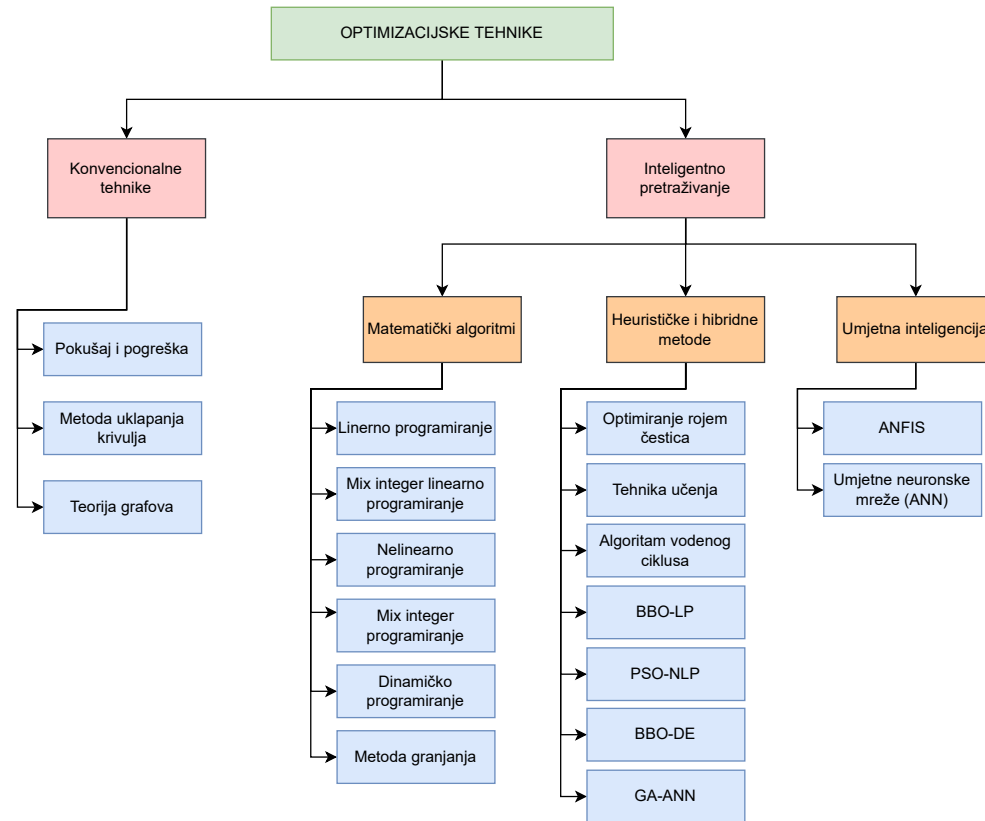 OPTIMIZACIJSKE TEHNIKE
Konvencionalne
tehnike
Inteligentno
pretraživanje
Pokušaj i pogreška
Metoda uklapanja
krivulja
Teorija grafova
Matematički algoritmi
Linerno programiranje
Mix integer linearno
programiranje
Nelinearno
programiranje
Mix integer
programiranje
Dinamičko
programiranje
Metoda granjanja
Heurističke i hibridne
metode
Optimiranje rojem
čestica
Tehnika učenja
Algoritam vodenog
ciklusa
BBO-LP
PSO-NLP
BBO-DE
GA-ANN
Umjetna inteligencija
ANFIS
Umjetne neuronske
mreže (ANN)